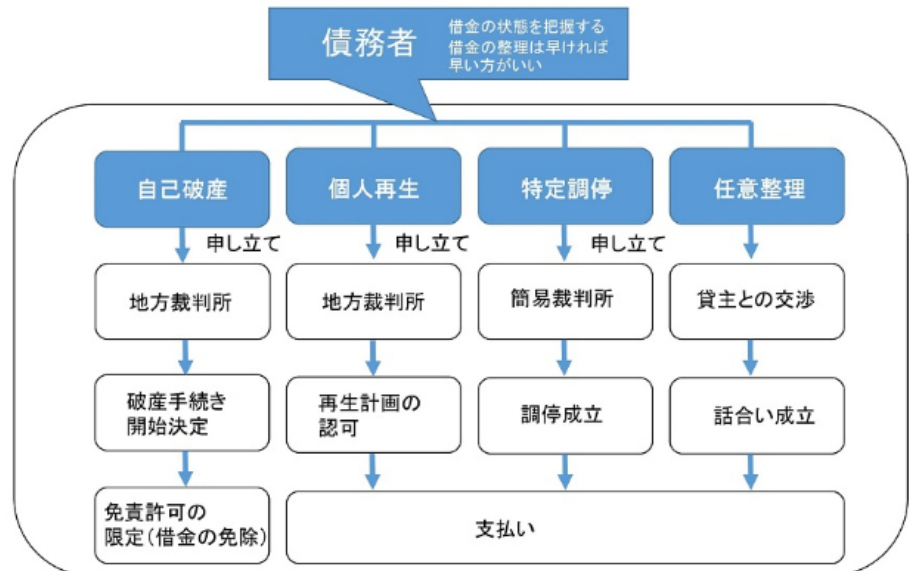 債務者
借金の状態を把握する
借金の整理は早ければ
早い方がいい
自己破産
個人再生
特定調停
任意整理
申し立て
申し立て
申し立て
地方裁判所
地方裁判所
簡易裁判所
貸主との交渉
破産手続き
開始決定
再生計画の
認可
調停成立
話合い成立
免責許可の
限定(借金の免除)
支払い